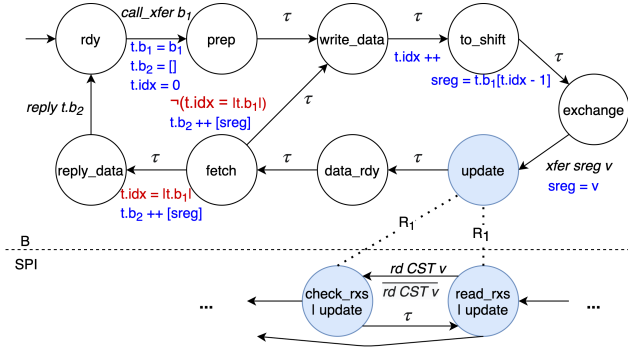 call_xfer b₁
τ
τ
rdy
prep
write_data
to_shift
t.b₁ = b₁
t.b₂ = []
t.idx = 0
t.idx ++
τ
sreg = t.b₁[t.idx - 1]
exchange
reply t.b₂
τ
¬(t.idx = |t.b₁|)
t.b₂ ++ [sreg]
τ
τ
τ
reply_data
fetch
data_rdy
update
xfer sreg v
sreg = v
t.idx = |t.b₁|
t.b₂ ++ [sreg]
R₁
R₁
B
SPI
rd CST v
rd CST v
check_rxs
| update
read_rxs
| update
...
...
τ